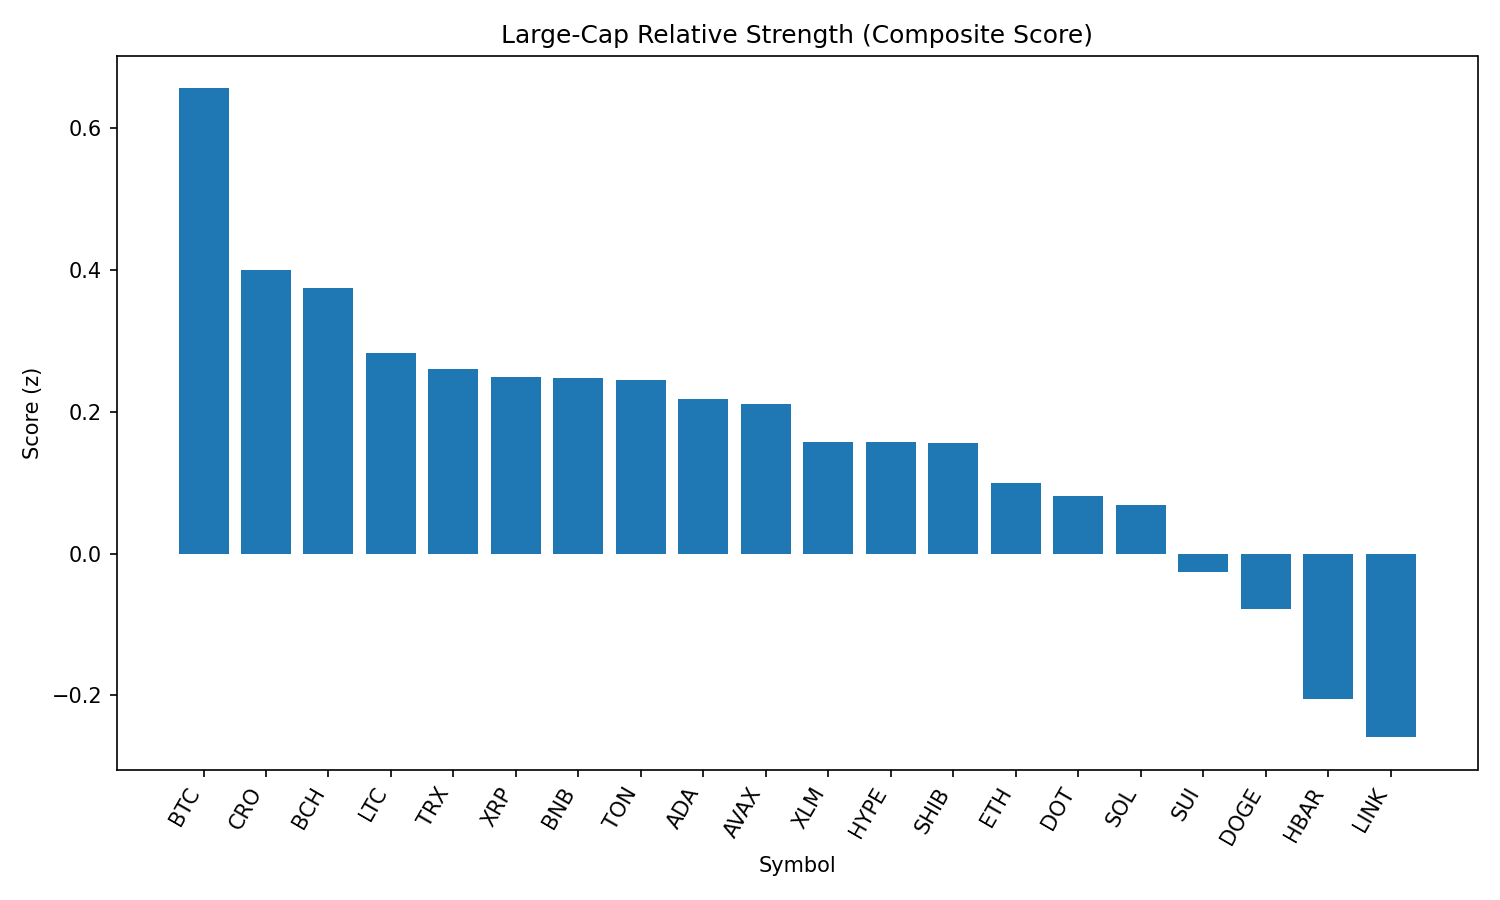 Large-Cap Relative Strength (Composite Score)
Score (z)
0.6
0.4
0.2
0.0
−0.2
BTC
CRO
BCH
LTC
TRX
XRP
BNB
TON
ADA
AVAX
XLM
HYPE
SHIB
ETH
DOT
SOL
SUI
DOGE
HBAR
LINK
Symbol